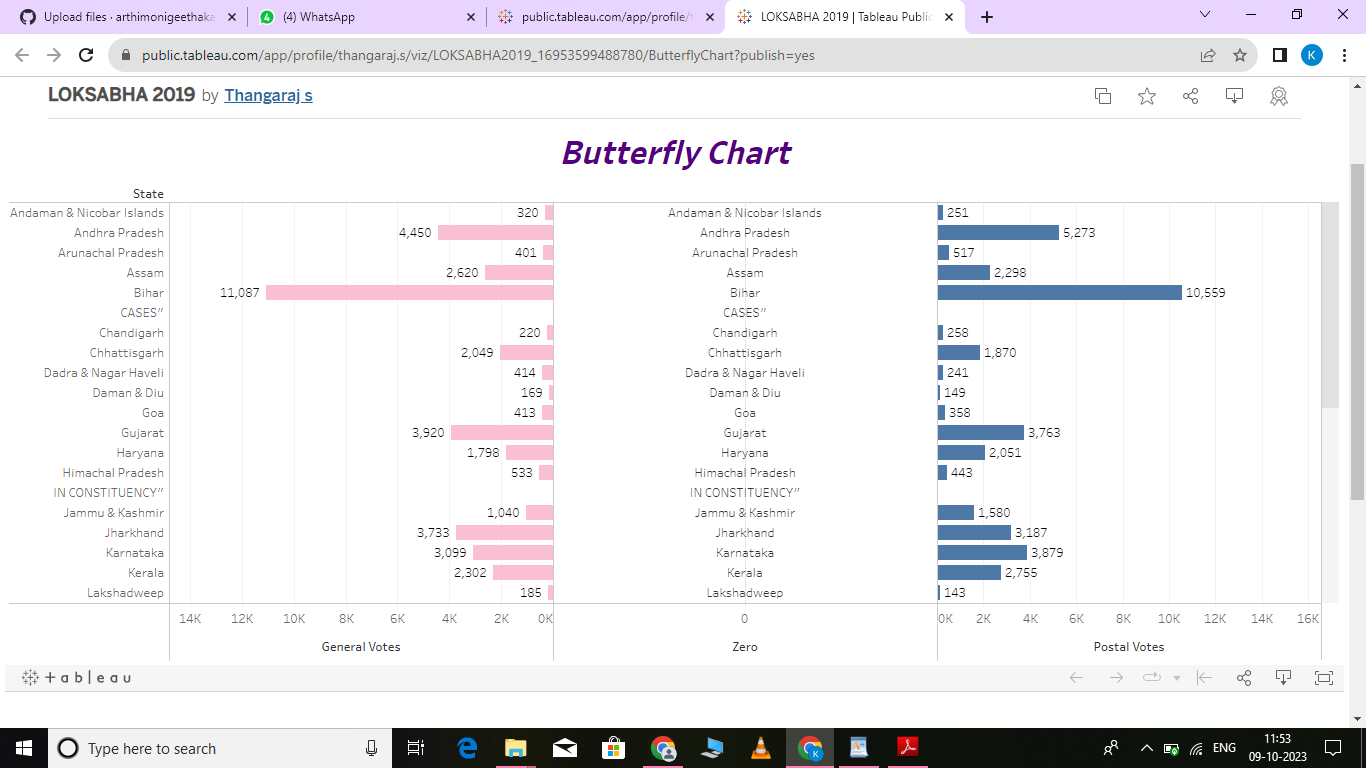 Upload files · arthimonigeethaka
(4) WhatsApp
public.tableau.com/app/profile/t
LOKSABHA 2019 | Tableau Public
public.tableau.com/app/profile/thangaraj.s/viz/LOKSABHA2019_16953599488780/ButterflyChart?publish=yes
K
LOKSABHA 2019 by Thangaraj s
Butterfly Chart
State
Andaman & Nicobar Islands 320 Andaman & Nicobar Islands 251
Andhra Pradesh 4,450 Andhra Pradesh 5,273
Arunachal Pradesh 401 Arunachal Pradesh 517
Assam 2,620 Assam 2,298
Bihar 11,087 Bihar 10,559
CASES” CASES”
Chandigarh 220 Chandigarh 258
Chhattisgarh 2,049 Chhattisgarh 1,870
Dadra & Nagar Haveli 414 Dadra & Nagar Haveli 241
Daman & Diu 169 Daman & Diu 149
Goa 413 Goa 358
Gujarat 3,920 Gujarat 3,763
Haryana 1,798 Haryana 2,051
Himachal Pradesh 533 Himachal Pradesh 443
IN CONSTITUENCY” IN CONSTITUENCY”
Jammu & Kashmir 1,040 Jammu & Kashmir 1,580
Jharkhand 3,733 Jharkhand 3,187
Karnataka 3,099 Karnataka 3,879
Kerala 2,302 Kerala 2,755
Lakshadweep 185 Lakshadweep 143
14K 12K 10K 8K 6K 4K 2K 0K 0 0K 2K 4K 6K 8K 10K 12K 14K 16K
General Votes Zero Postal Votes
+ a b l e a u
Type here to search
ENG
11:53
09-10-2023